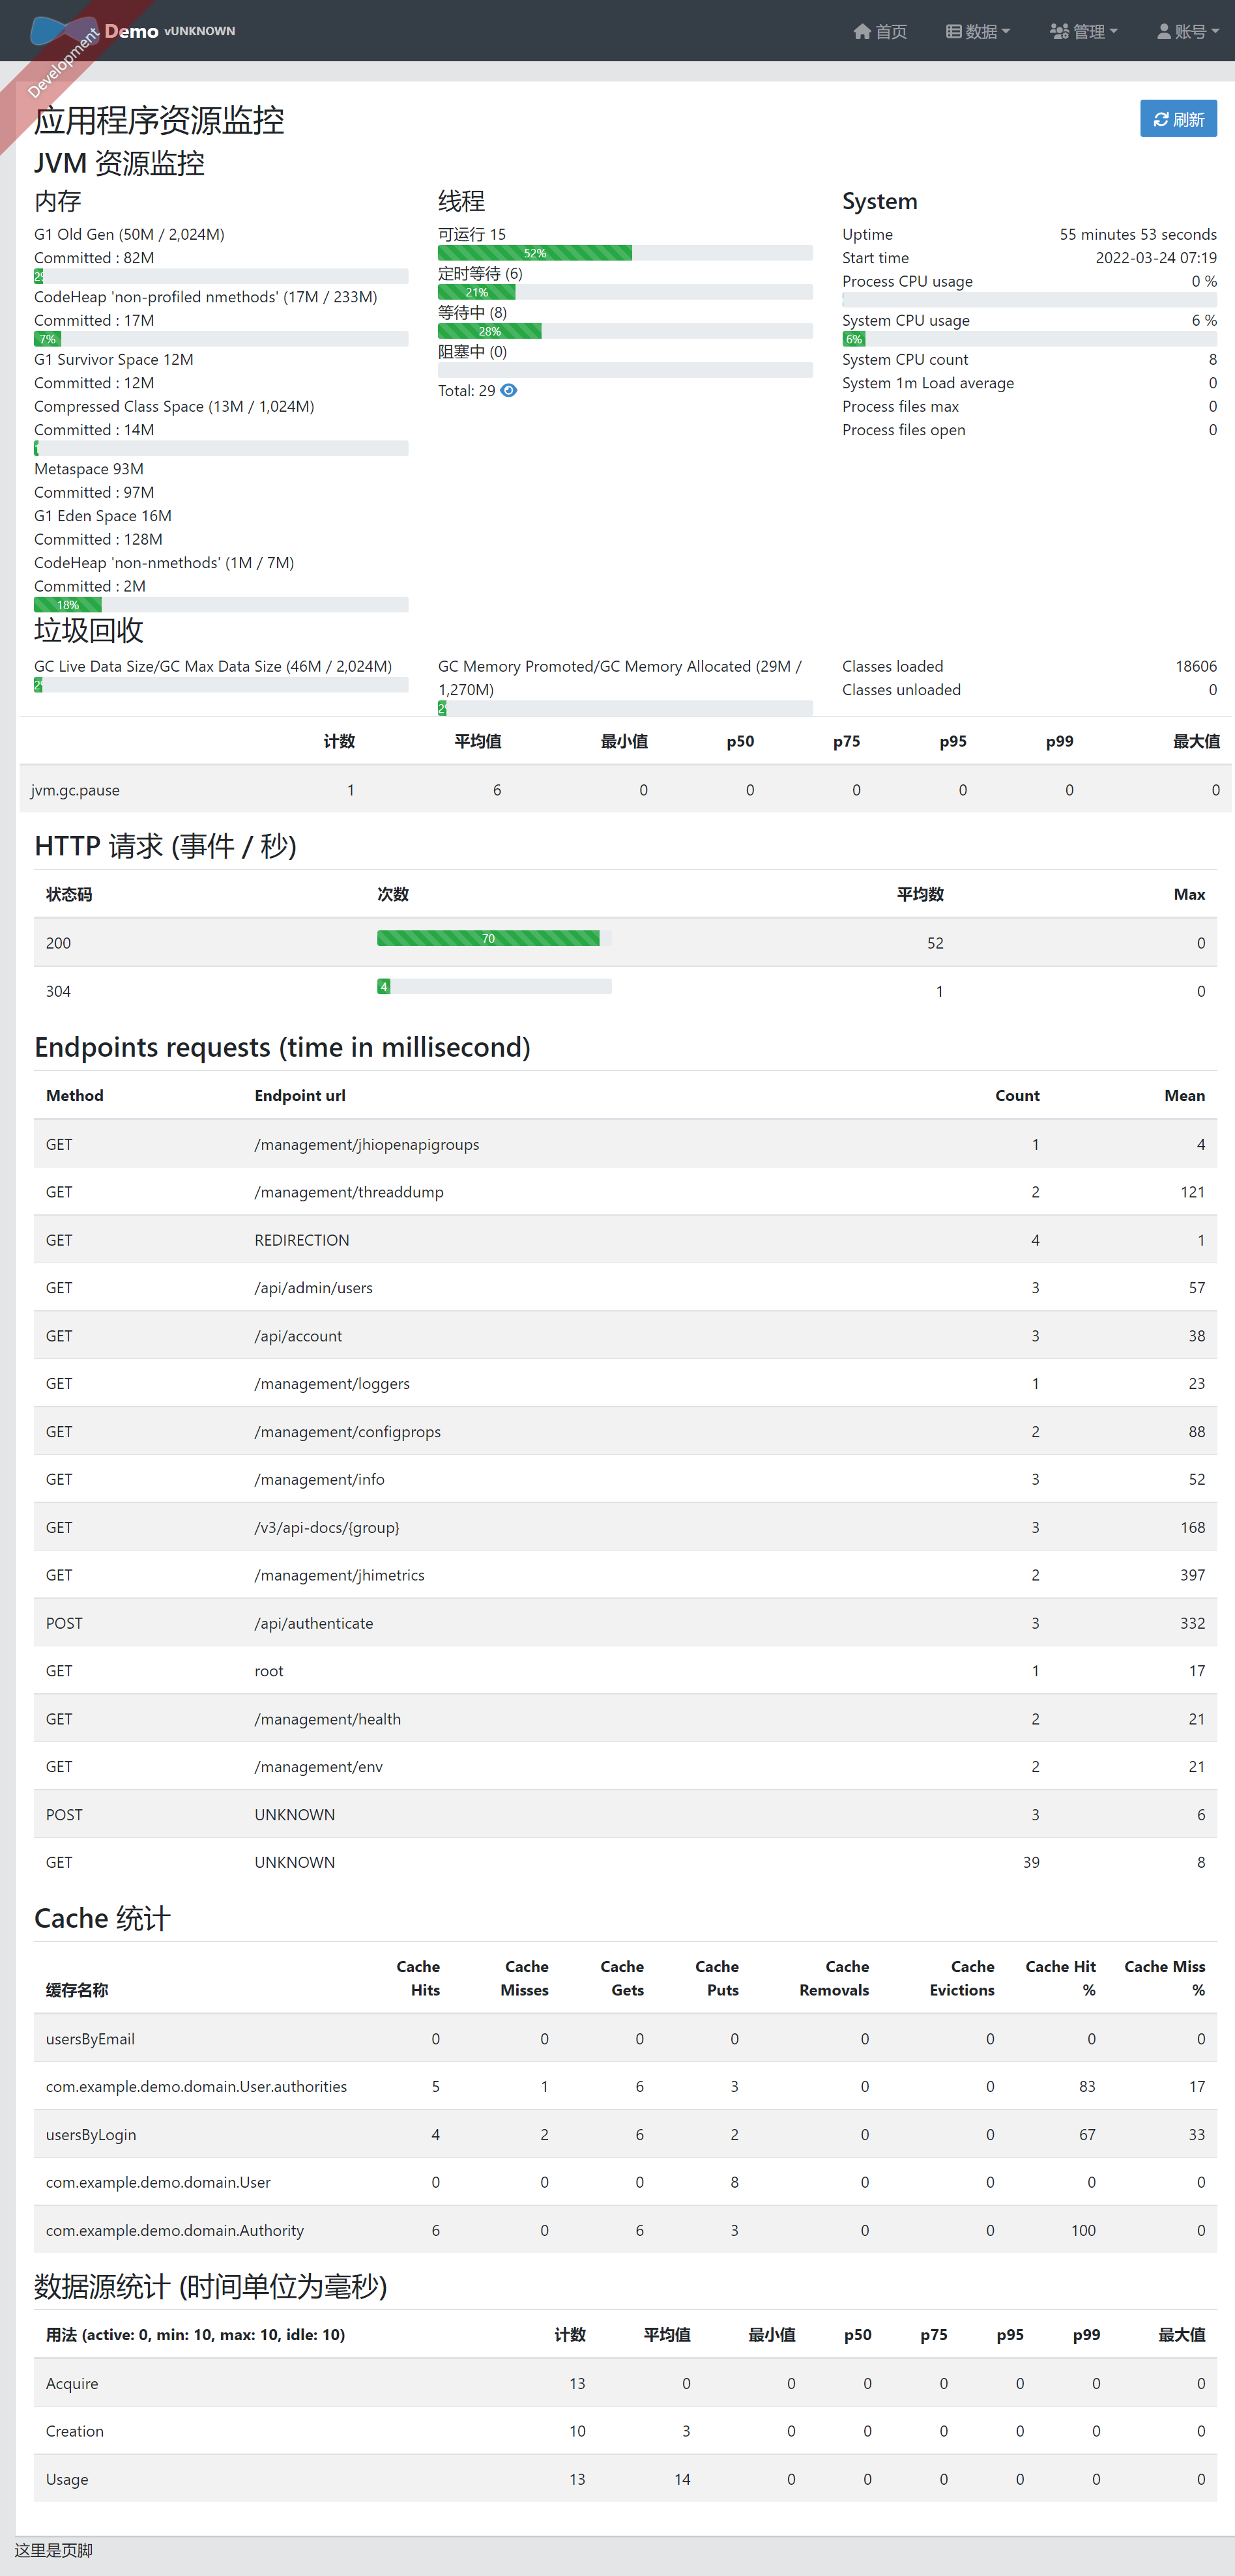 Development
Demo vUNKNOWN
首页 数据 管理 账号
应用程序资源监控
刷新
JVM 资源监控
内存
G1 Old Gen (50M / 2,024M)
Committed : 82M
CodeHeap 'non-profiled nmethods' (17M / 233M)
Committed : 17M
7%
G1 Survivor Space 12M
Committed : 12M
Compressed Class Space (13M / 1,024M)
Committed : 14M
Metaspace 93M
Committed : 97M
G1 Eden Space 16M
Committed : 128M
CodeHeap 'non-nmethods' (1M / 7M)
Committed : 2M
18%
线程
可运行 15
52%
定时等待 (6)
21%
等待中 (8)
28%
阻塞中 (0)
Total: 29
System
Uptime 55 minutes 53 seconds
Start time 2022-03-24 07:19
Process CPU usage 0 %
System CPU usage 6 %
6%
System CPU count 8
System 1m Load average 0
Process files max 0
Process files open 0
垃圾回收
GC Live Data Size/GC Max Data Size (46M / 2,024M)
GC Memory Promoted/GC Memory Allocated (29M /
1,270M)
Classes loaded 18606
Classes unloaded 0
计数 平均值 最小值 p50 p75 p95 p99 最大值
jvm.gc.pause 1 6 0 0 0 0 0 0
HTTP 请求 (事件 / 秒)
状态码 次数 平均数 Max
200 70 52 0
304 4 1 0
Endpoints requests (time in millisecond)
Method Endpoint url Count Mean
GET /management/jhiopenapigroups 1 4
GET /management/threaddump 2 121
GET REDIRECTION 4 1
GET /api/admin/users 3 57
GET /api/account 3 38
GET /management/loggers 1 23
GET /management/configprops 2 88
GET /management/info 3 52
GET /v3/api-docs/{group} 3 168
GET /management/jhimetrics 2 397
POST /api/authenticate 3 332
GET root 1 17
GET /management/health 2 21
GET /management/env 2 21
POST UNKNOWN 3 6
GET UNKNOWN 39 8
Cache 统计
缓存名称 Cache Hits Cache Misses Cache Gets Cache Puts Cache Removals Cache Evictions Cache Hit % Cache Miss %
usersByEmail 0 0 0 0 0 0 0 0
com.example.demo.domain.User.authorities 5 1 6 3 0 0 83 17
usersByLogin 4 2 6 2 0 0 67 33
com.example.demo.domain.User 0 0 0 8 0 0 0 0
com.example.demo.domain.Authority 6 0 6 3 0 0 100 0
数据源统计 (时间单位为毫秒)
用法 (active: 0, min: 10, max: 10, idle: 10) 计数 平均值 最小值 p50 p75 p95 p99 最大值
Acquire 13 0 0 0 0 0 0 0
Creation 10 3 0 0 0 0 0 0
Usage 13 14 0 0 0 0 0 0
这里是页脚